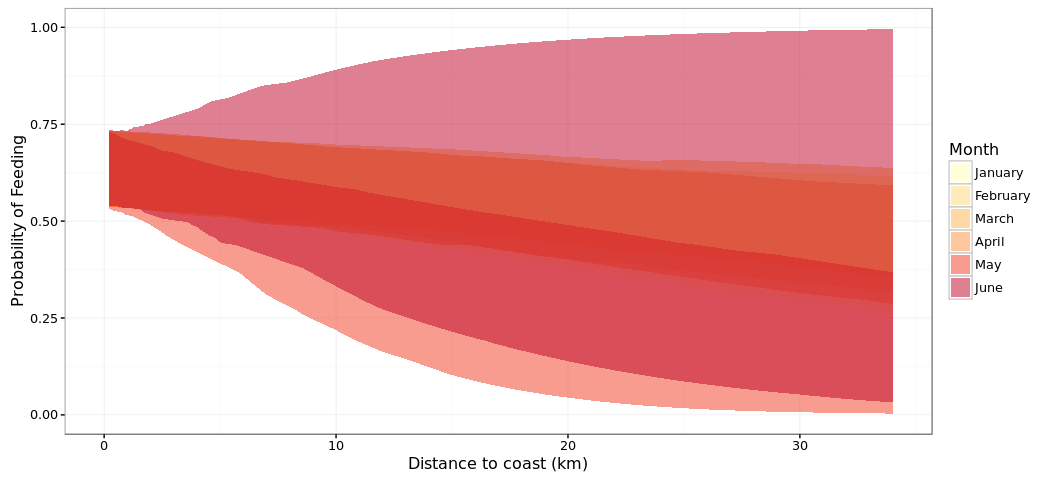 1.00
0.75
0.50
0.25
0.00
Probability of Feeding
0
10
20
30
Distance to coast (km)
Month
January
February
March
April
May
June